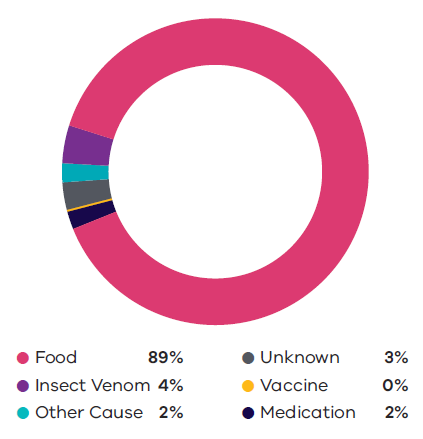 Food 89%
Insect Venom 4%
Other Cause 2%
Unknown 3%
Vaccine 0%
Medication 2%